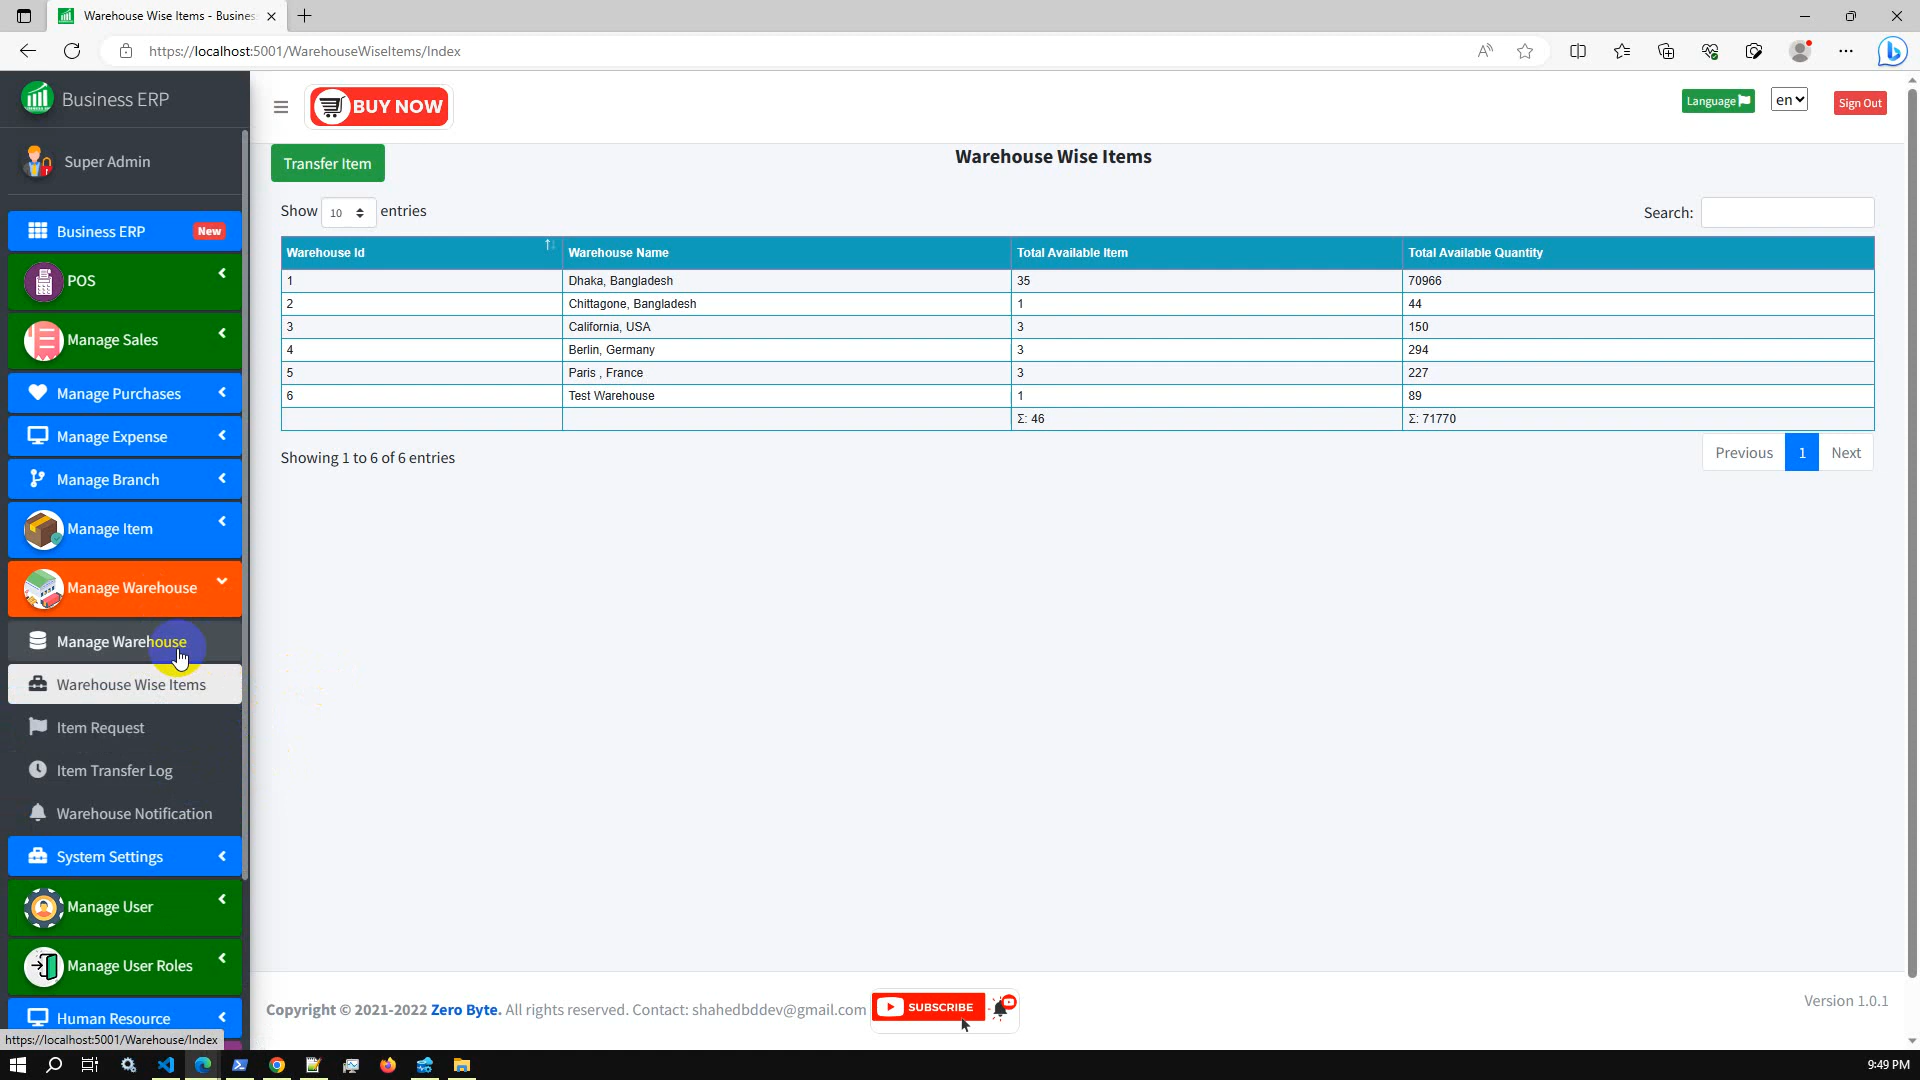 Warehouse Wise Items - Busines
https://localhost:5001/WarehouseWiseItems/Index
Business ERP
BUY NOW
Language
en
Sign Out
Super Admin
Business ERP New
POS
Manage Sales
Manage Purchases
Manage Expense
Manage Branch
Manage Item
Manage Warehouse
Manage Warehouse
Warehouse Wise Items
Item Request
Item Transfer Log
Warehouse Notification
System Settings
Manage User
Manage User Roles
Human Resource
https://localhost:5001/Warehouse/Index
Transfer Item
Warehouse Wise Items
Show 10 entries
Search:
Warehouse Id Warehouse Name Total Available Item Total Available Quantity
1 Dhaka, Bangladesh 35 70966
2 Chittagone, Bangladesh 1 44
3 California, USA 3 150
4 Berlin, Germany 3 294
5 Paris , France 3 227
6 Test Warehouse 1 89
Σ: 46 Σ: 71770
Showing 1 to 6 of 6 entries
Previous 1 Next
Copyright © 2021-2022 Zero Byte. All rights reserved. Contact: shahedbddev@gmail.com SUBSCRIBE
Version 1.0.1
9:49 PM